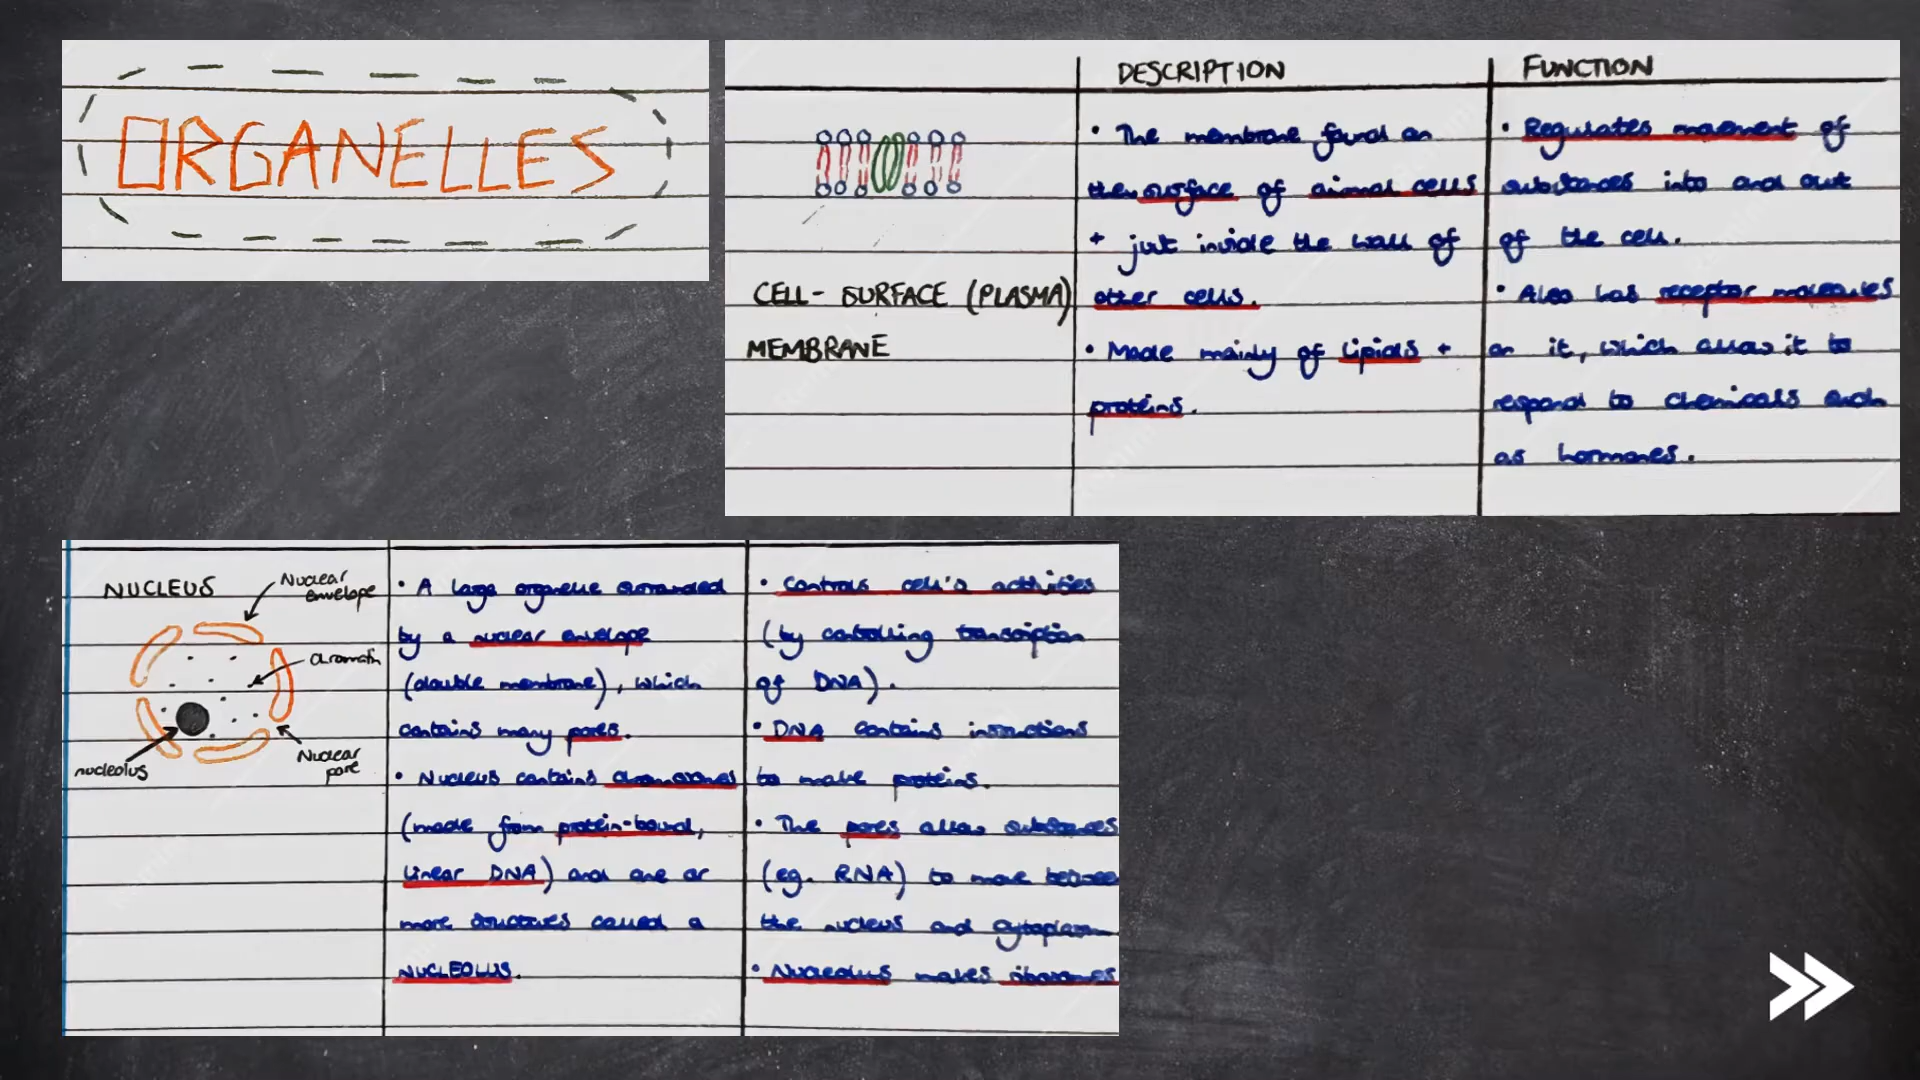 ORGANELLES
DESCRIPTION
FUNCTION
CELL-SURFACE (PLASMA)
MEMBRANE
• The membrane found on
the surface of animal cells
+ just inside the wall of
other cells.
• Made mainly of lipids +
proteins.
• Regulates movement of
substances into and out
of the cell.
• Also has receptor molecules
on it, which allow it to
respond to chemicals such
as hormones.
NUCLEUS
Nuclear
envelope
chromatin
Nuclear
pore
nucleolus
• A large organelle surrounded
by a nuclear envelope
(double membrane), which
contains many pores.
• Nucleus contains chromosomes
(made from protein-bound,
linear DNA) and one or
more structures called a
NUCLEOLUS.
• Controls cell's activities
(by controlling transcription
of DNA).
• DNA contains instructions
to make proteins.
• The pores allow substances
(eg. RNA) to move between
the nucleus and cytoplasm
• Nucleolus makes ribosomes